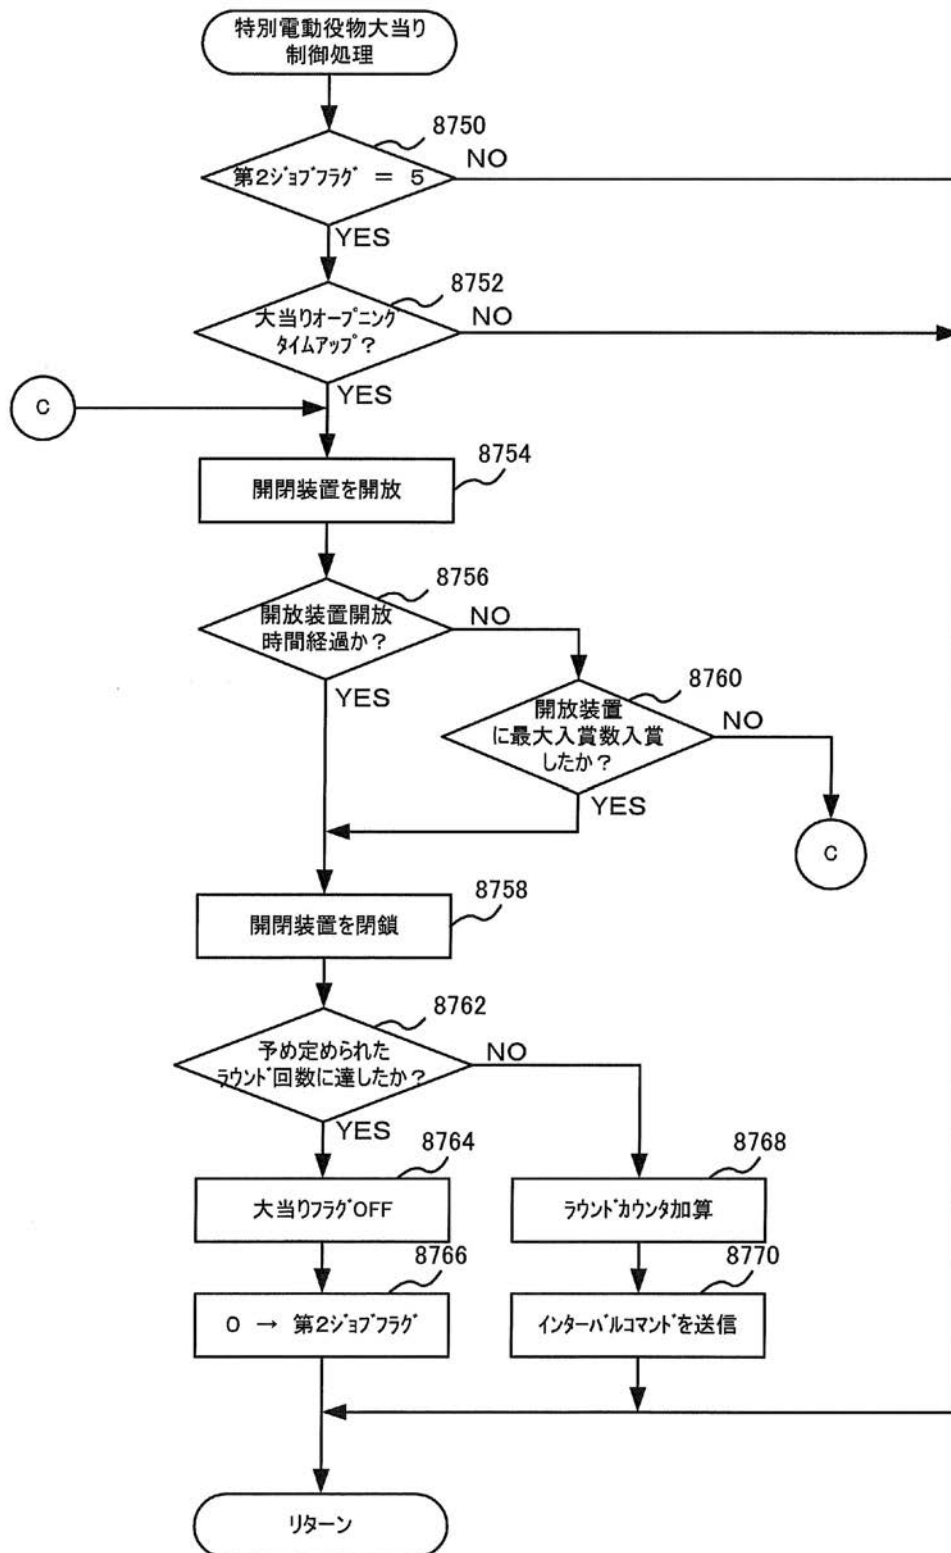 特別電動役物大当り
制御処理
8750
第2ｼﾞｮﾌﾞﾌﾗｸﾞ = 5
NO
YES
8752
大当りｵｰﾌﾟﾆﾝｸﾞ
ﾀｲﾑｱｯﾌﾟ?
NO
YES
C
8754
開閉装置を開放
8756
開放装置開放
時間経過か?
NO
YES
8760
開放装置
に最大入賞数入賞
したか?
NO
YES
C
8758
開閉装置を閉鎖
8762
予め定められた
ﾗｳﾝﾄﾞ回数に達したか?
NO
YES
8764
大当りﾌﾗｸﾞOFF
8768
ﾗｳﾝﾄﾞｶｳﾝﾀ加算
8766
0 → 第2ｼﾞｮﾌﾞﾌﾗｸﾞ
8770
ｲﾝﾀｰﾊﾞﾙｺﾏﾝﾄﾞを送信
ﾘﾀｰﾝ